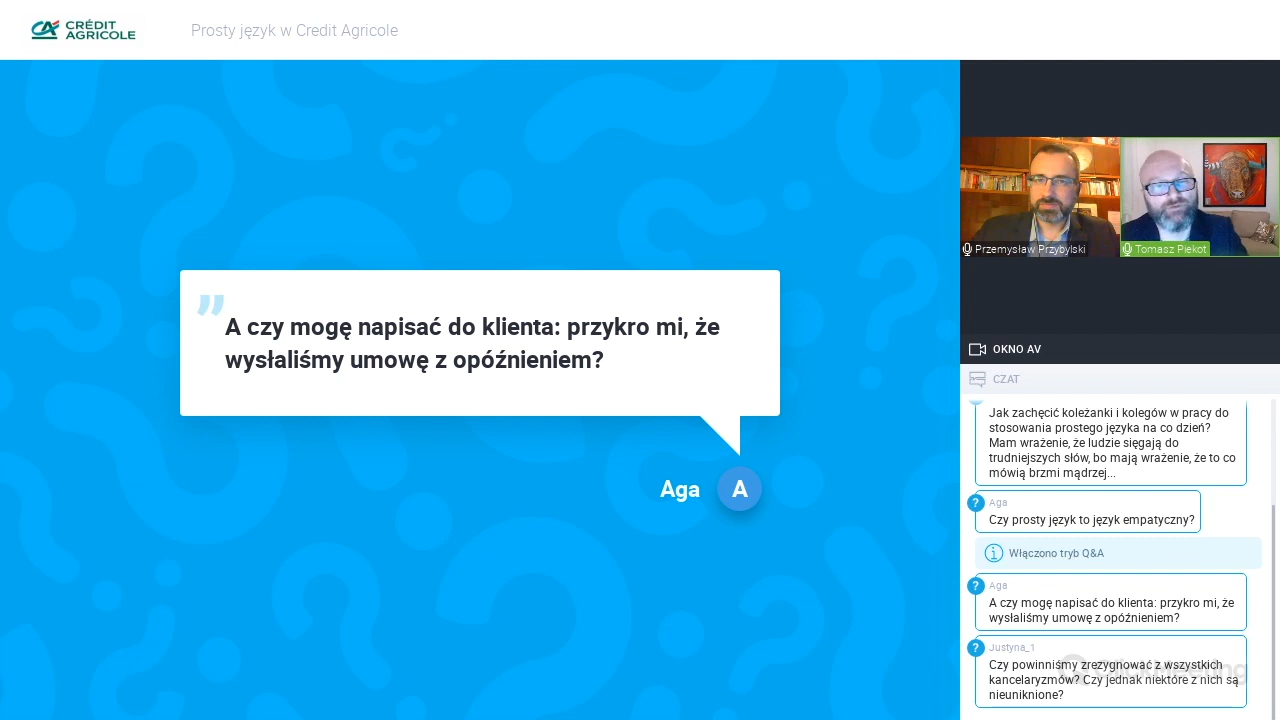 CRÉDIT
AGRICOLE
Prosty język w Credit Agricole
”
A czy mogę napisać do klienta: przykro mi, że
wysłaliśmy umowę z opóźnieniem?
Aga A
Przemysław Przybylski
Tomasz Piekot
OKNO AV
CZAT
Jak zachęcić koleżanki i kolegów w pracy do
stosowania prostego języka na co dzień?
Mam wrażenie, że ludzie sięgają do
trudniejszych słów, bo mają wrażenie, że to co
mówią brzmi mądrzej...
? Aga
Czy prosty język to język empatyczny?
Włączono tryb Q&A
? Aga
A czy mogę napisać do klienta: przykro mi, że
wysłaliśmy umowę z opóźnieniem?
? Justyna_1
Czy powinniśmy zrezygnować z wszystkich
kancelaryzmów? Czy jednak niektóre z nich są
nieuniknione?